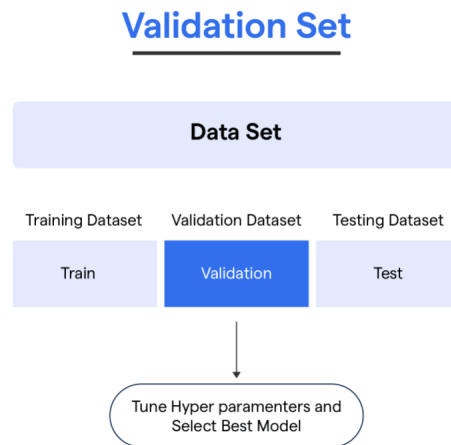 Validation Set
Data Set
Training Dataset Validation Dataset Testing Dataset
Train Validation Test
Tune Hyper paramenters and
Select Best Model